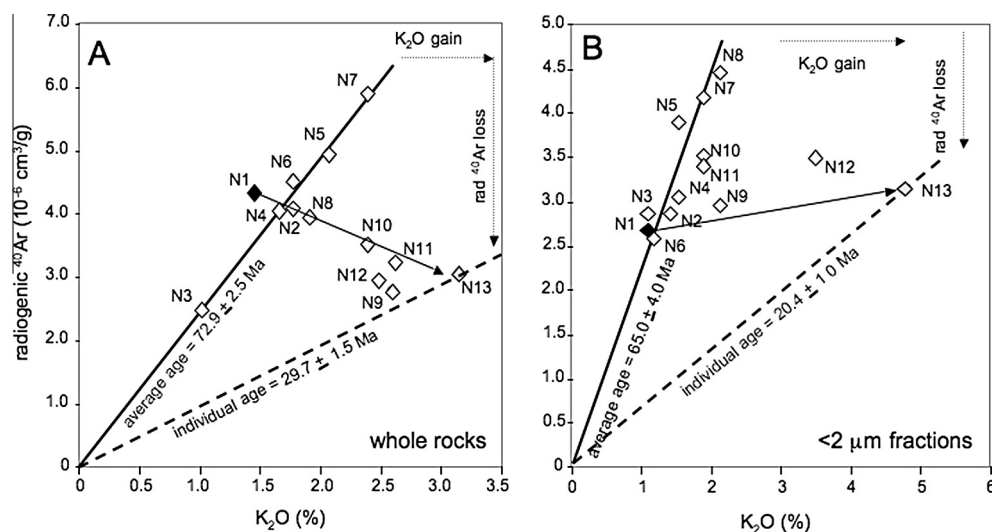 A
7.0
6.0
5.0
4.0
3.0
2.0
1.0
0
radiogenic ⁴⁰Ar (10⁻⁶ cm³/g)
0
0.5
1.0
1.5
2.0
2.5
3.0
3.5
K₂O (%)
K₂O gain
rad ⁴⁰Ar loss
N7
N5
N6
N1
N4
N2
N8
N10
N11
N12
N9
N13
N3
average age = 72.9 ± 2.5 Ma
individual age = 29.7 ± 1.5 Ma
whole rocks
B
5.0
4.5
4.0
3.5
3.0
2.5
2.0
1.5
1.0
0.5
0
0
1
2
3
4
5
6
K₂O (%)
K₂O gain
rad ⁴⁰Ar loss
N8
N7
N5
N10
N11
N12
N4
N9
N3
N1
N2
N6
N13
average age = 65.0 ± 4.0 Ma
individual age = 20.4 ± 1 0 Ma
<2 μm fractions